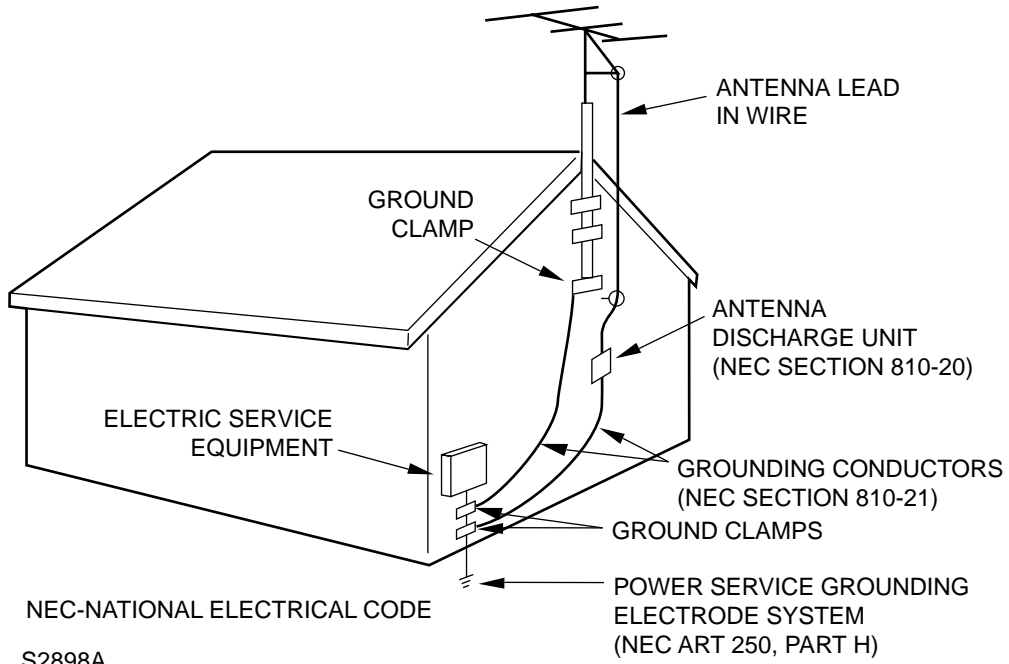 ANTENNA LEAD
IN WIRE
GROUND
CLAMP
ANTENNA
DISCHARGE UNIT
(NEC SECTION 810-20)
ELECTRIC SERVICE
EQUIPMENT
GROUNDING CONDUCTORS
(NEC SECTION 810-21)
GROUND CLAMPS
POWER SERVICE GROUNDING
ELECTRODE SYSTEM
(NEC ART 250, PART H)
NEC-NATIONAL ELECTRICAL CODE
S2898A